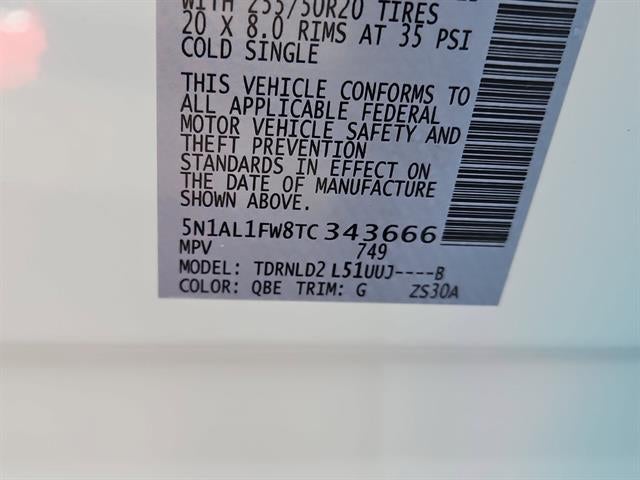 WITH 255/50R20 TIRES
20 X 8.0 RIMS AT 35 PSI
COLD SINGLE
THIS VEHICLE CONFORMS TO
ALL APPLICABLE FEDERAL
MOTOR VEHICLE SAFETY AND
THEFT PREVENTION
STANDARDS IN EFFECT ON
THE DATE OF MANUFACTURE
SHOWN ABOVE.
5N1AL1FW8TC343666
MPV 749
MODEL: TDRNLD2 L51UUJ----B
COLOR: QBE TRIM: G ZS30A